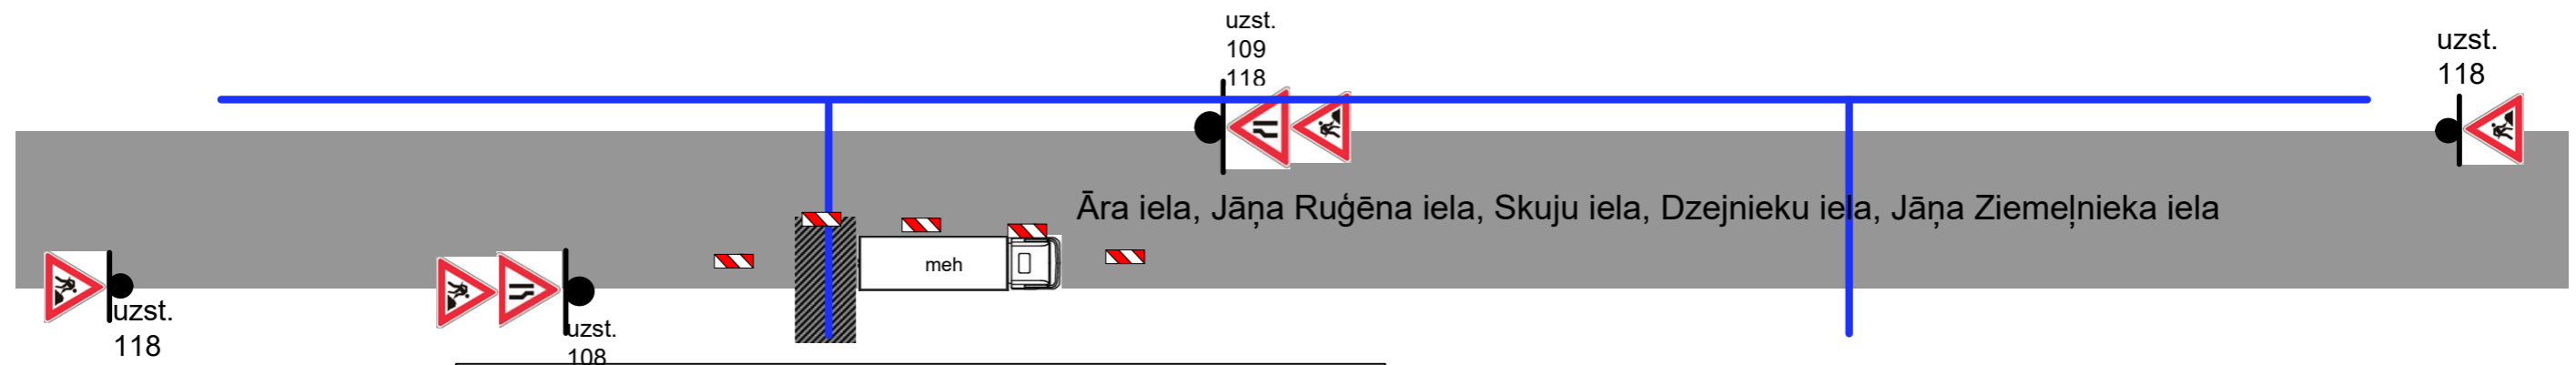 uzst.
109
118
uzst.
118
Āra iela, Jāņa Ruģēna iela, Skuju iela, Dzejnieku iela, Jāņa Ziemeļnieka iela
meh
uzst.
118
uzst.
108